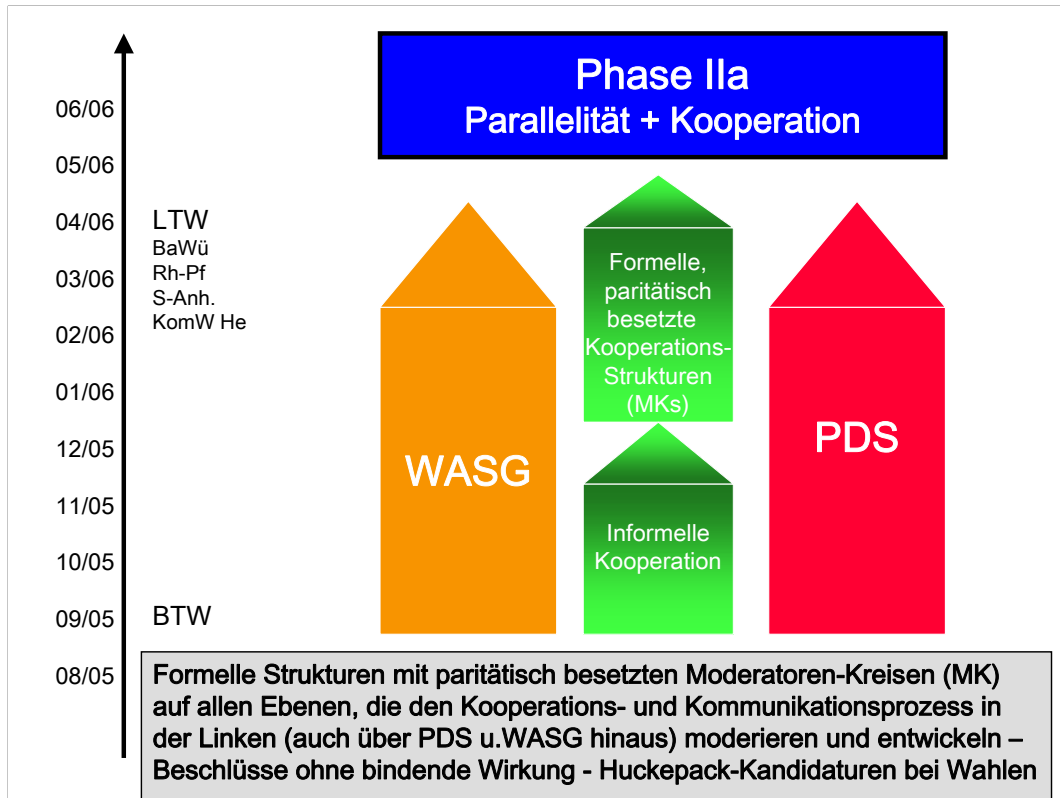 Phase IIa
Parallelität + Kooperation
06/06
05/06
04/06
03/06
02/06
01/06
12/05
11/05
10/05
09/05
08/05
LTW
BaWü
Rh-Pf
S-Anh.
KomW He
BTW
WASG
Formelle,
paritätisch
besetzte
Kooperations-
Strukturen
(MKs)
Informelle
Kooperation
PDS
Formelle Strukturen mit paritätisch besetzten Moderatoren-Kreisen (MK)
auf allen Ebenen, die den Kooperations- und Kommunikationsprozess in
der Linken (auch über PDS u.WASG hinaus) moderieren und entwickeln –
Beschlüsse ohne bindende Wirkung - Huckepack-Kandidaturen bei Wahlen